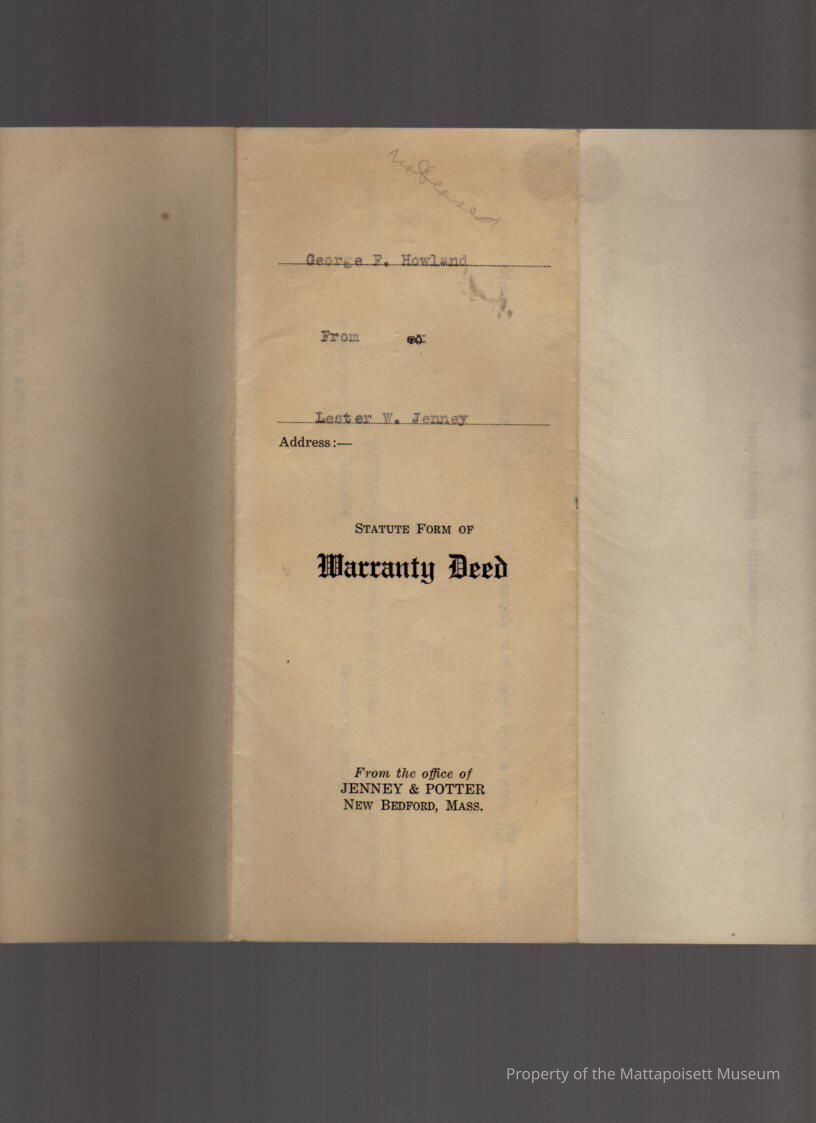 George F. Howland
From to
Lester W. Jenney
Address:—
STATUTE FORM OF
Warranty Deed
From the office of
JENNEY & POTTER
NEW BEDFORD, MASS.
Property of the Mattapoisett Museum